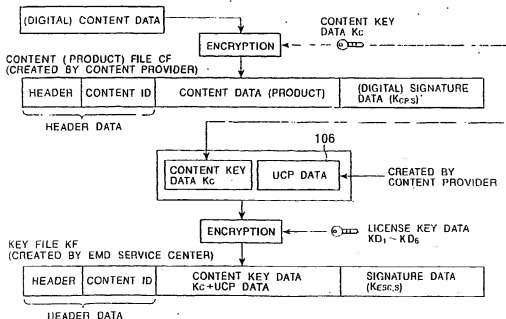 (DIGITAL) CONTENT DATA
CONTENT KEY
DATA KC
ENCRYPTION
CONTENT (PRODUCT) FILE CF
(CREATED BY CONTENT PROVIDER)
HEADER
CONTENT ID
CONTENT DATA (PRODUCT)
(DIGITAL) SIGNATURE
DATA (KCP,S)
HEADER DATA
106
CONTENT KEY
DATA KC
UCP DATA
CREATED BY
CONTENT PROVIDER
ENCRYPTION
LICENSE KEY DATA
KD1 ~ KD6
KEY FILE KF
(CREATED BY EMD SERVICE CENTER)
HEADER
CONTENT ID
CONTENT KEY DATA
KC+UCP DATA
SIGNATURE DATA
(KESC,S)
HEADER DATA